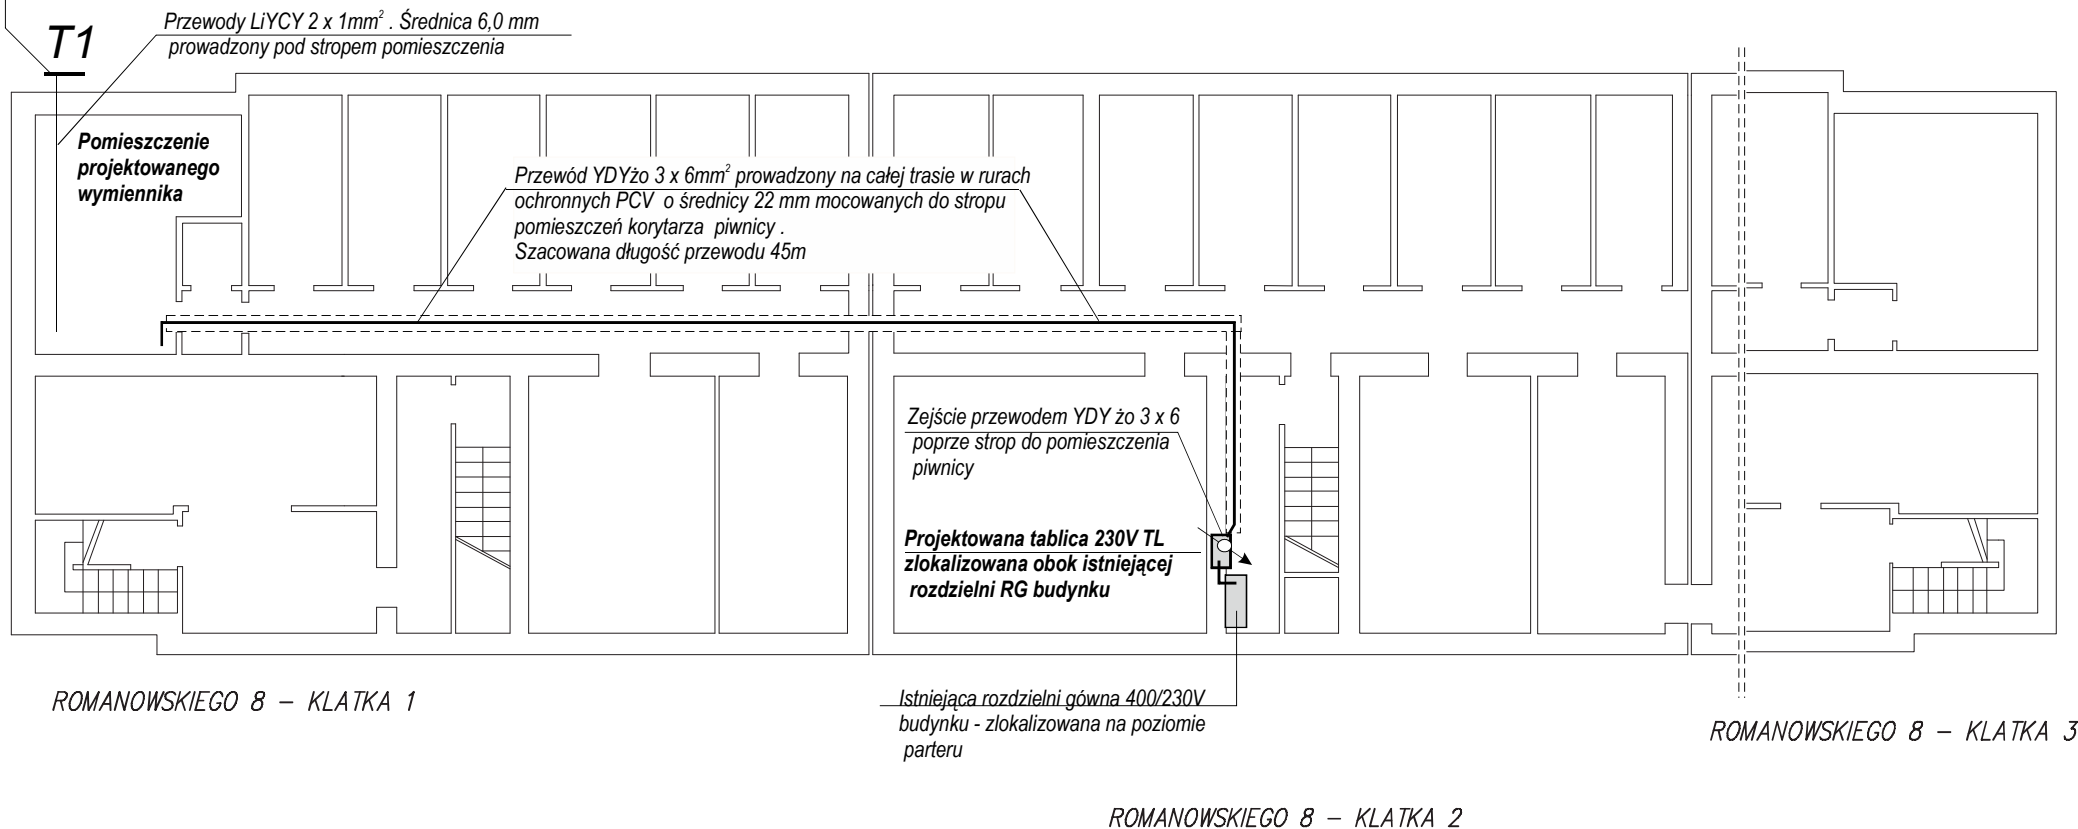 Przewody LiYCY 2 x 1mm² . Średnica 6,0 mm
prowadzony pod stropem pomieszczenia
T1
Pomieszczenie
projektowanego
wymiennika
Przewód YDYżo 3 x 6mm² prowadzony na całej trasie w rurach
ochronnych PCV o średnicy 22 mm mocowanych do stropu
pomieszczeń korytarza piwnicy .
Szacowana długość przewodu 45m
Zejście przewodem YDY żo 3 x 6
poprze strop do pomieszczenia
piwnicy
Projektowana tablica 230V TL
zlokalizowana obok istniejącej
rozdzielni RG budynku
Istniejąca rozdzielni gówna 400/230V
budynku - zlokalizowana na poziomie
parteru
ROMANOWSKIEGO 8 – KLATKA 1
ROMANOWSKIEGO 8 – KLATKA 3
ROMANOWSKIEGO 8 – KLATKA 2